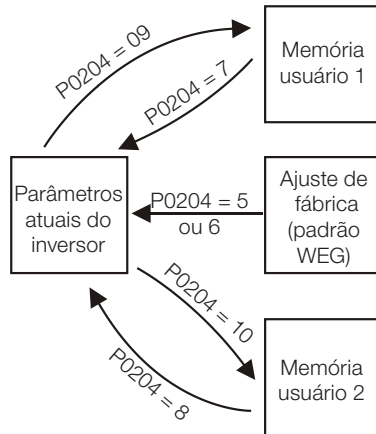 P0204 = 09
Memória
usuário 1
P0204 = 7
Parâmetros
atuais do
inversor
P0204 = 5
ou 6
Ajuste de
fábrica
(padrão
WEG)
P0204 = 10
P0204 = 8
Memória
usuário 2